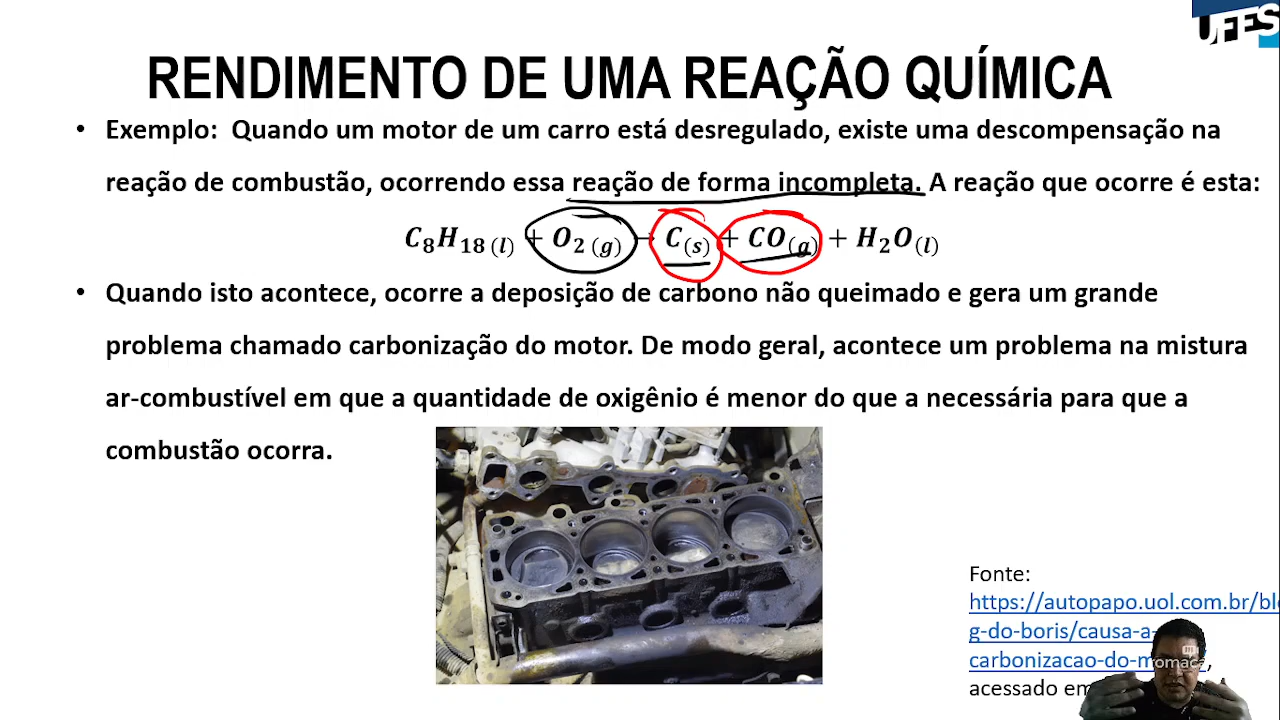 UFES
RENDIMENTO DE UMA REAÇÃO QUÍMICA
• Exemplo: Quando um motor de um carro está desregulado, existe uma descompensação na
reação de combustão, ocorrendo essa reação de forma incompleta. A reação que ocorre é esta:
C₈H₁₈ (l) + O₂ (g) → C(s) + CO(g) + H₂O(l)
• Quando isto acontece, ocorre a deposição de carbono não queimado e gera um grande
problema chamado carbonização do motor. De modo geral, acontece um problema na mistura
ar-combustível em que a quantidade de oxigênio é menor do que a necessária para que a
combustão ocorra.
Fonte:
https://autopapo.uol.com.br/blo
g-do-boris/causa-a-
carbonizacao-do-m
acessado em